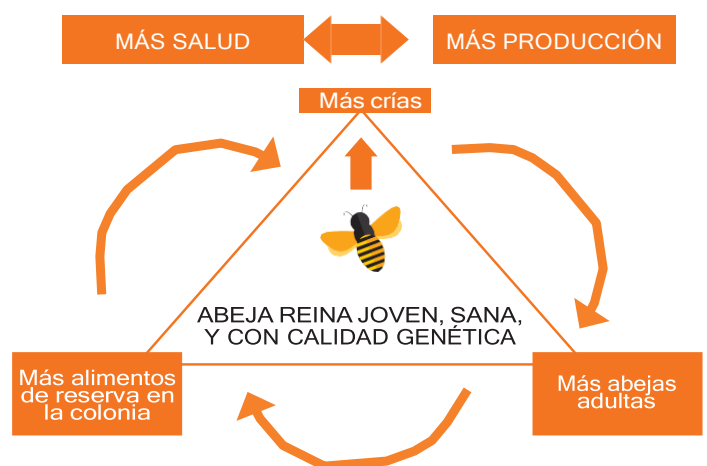 MÁS SALUD
MÁS PRODUCCIÓN
Más crías
ABEJA REINA JOVEN, SANA,
Y CON CALIDAD GENÉTICA
Más alimentos
de reserva en
la colonia
Más abejas
adultas